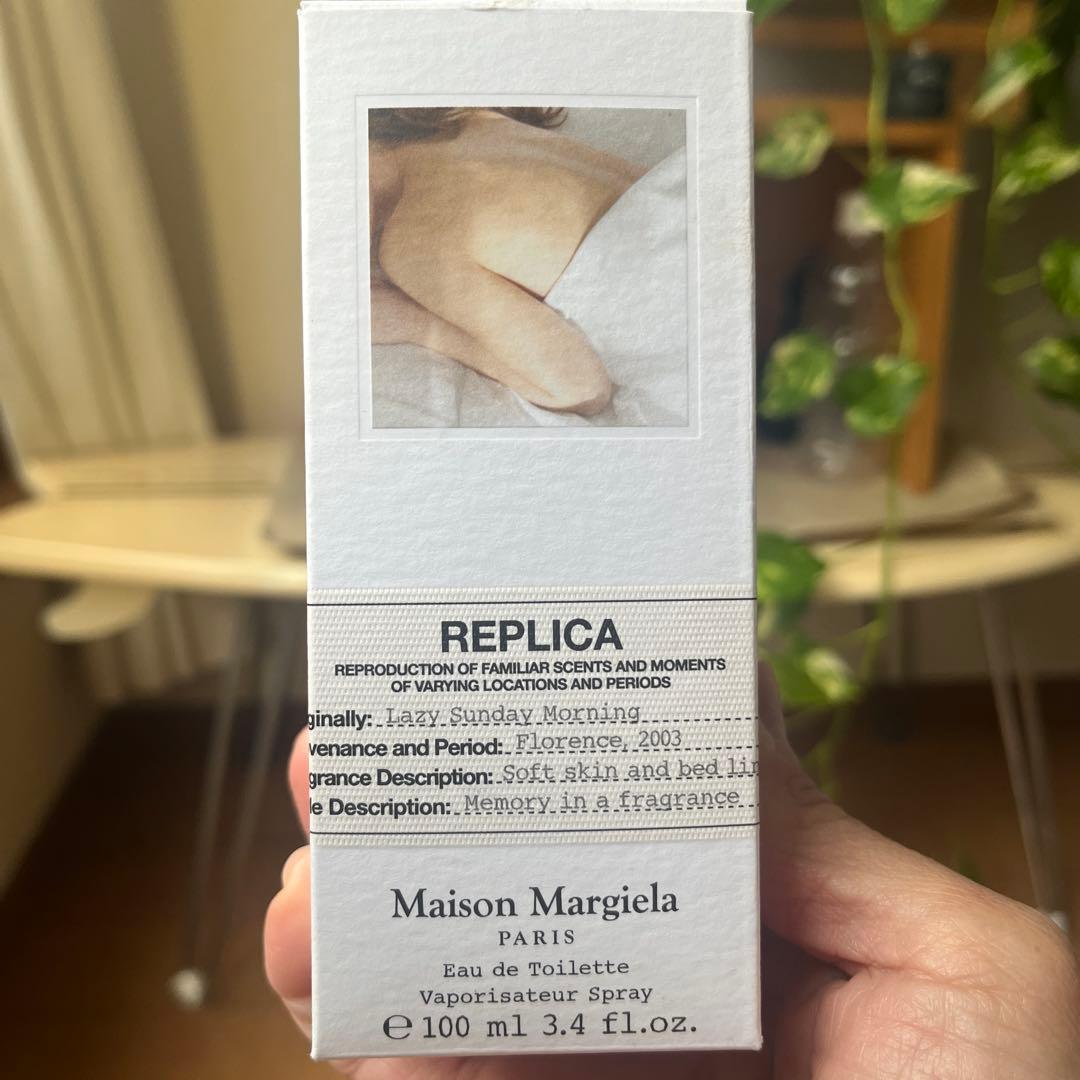 REPLICA
REPRODUCTION OF FAMILIAR SCENTS AND MOMENTS
OF VARYING LOCATIONS AND PERIODS
ginally: Lazy Sunday Morning
venance and Period: Florence, 2003
grance Description: Soft skin and bed lin
le Description: Memory in a fragrance
Maison Margiela
PARIS
Eau de Toilette
Vaporisateur Spray
℮ 100 ml 3.4 fl.oz.